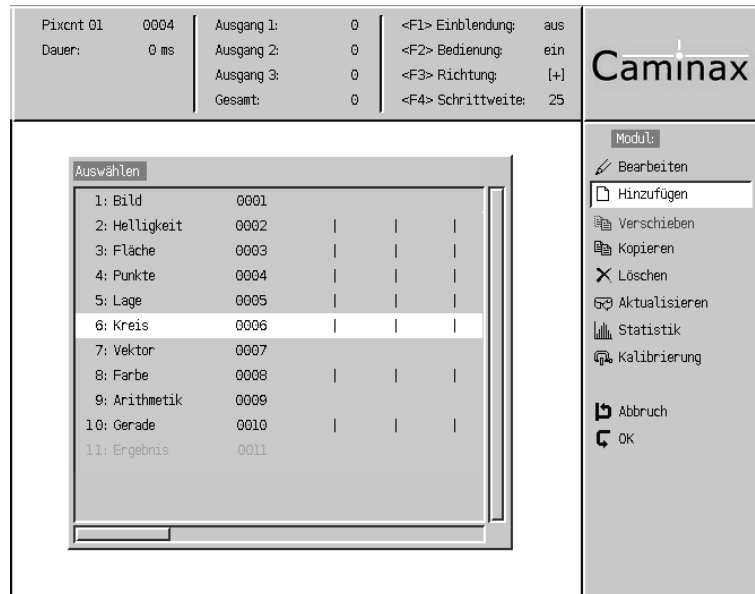 Pixcnt 01 0004
Dauer: 0 ms
Ausgang 1: 0
Ausgang 2: 0
Ausgang 3: 0
Gesamt: 0
<F1> Einblendung: aus
<F2> Bedienung: ein
<F3> Richtung: [+]
<F4> Schrittweite: 25
Caminax
Auswählen
1: Bild 0001
2: Helligkeit 0002 | | |
3: Fläche 0003 | | |
4: Punkte 0004 | | |
5: Lage 0005 | | |
6: Kreis 0006 | | |
7: Vektor 0007
8: Farbe 0008 | | |
9: Arithmetik 0009
10: Gerade 0010 | | |
11: Ergebnis 0011
Modul:
Bearbeiten
Hinzufügen
Verschieben
Kopieren
Löschen
Aktualisieren
Statistik
Kalibrierung
Abbruch
OK